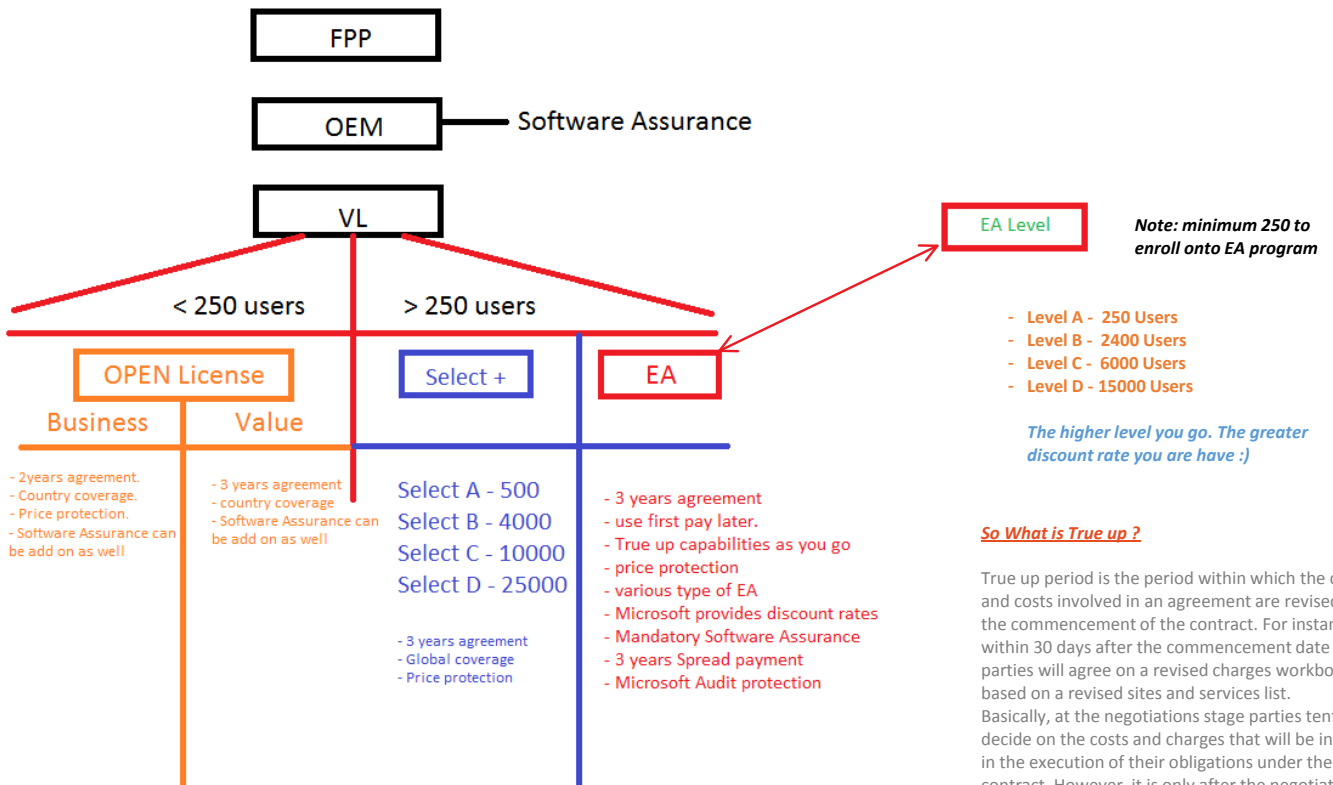 FPP
OEM
Software Assurance
VL
< 250 users
> 250 users
OPEN License
Business
Value
- 2years agreement.
- Country coverage.
- Price protection.
- Software Assurance can
be add on as well
- 3 years agreement
- country coverage
- Software Assurance can
be add on as well
Select +
Select A - 500
Select B - 4000
Select C - 10000
Select D - 25000
- 3 years agreement
- Global coverage
- Price protection
EA
- 3 years agreement
- use first pay later.
- True up capabilities as you go
- price protection
- various type of EA
- Microsoft provides discount rates
- Mandatory Software Assurance
- 3 years Spread payment
- Microsoft Audit protection
EA Level
Note: minimum 250 to
enroll onto EA program
- Level A - 250 Users
- Level B - 2400 Users
- Level C - 6000 Users
- Level D - 15000 Users
The higher level you go. The greater
discount rate you are have :)
So What is True up ?
True up period is the period within which the
and costs involved in an agreement are revised
the commencement of the contract. For
within 30 days after the commencement date
parties will agree on a revised charges
based on a revised sites and services list.
Basically, at the negotiations stage parties
decide on the costs and charges that will be
in the execution of their obligations under the
contract. However, it is only after the